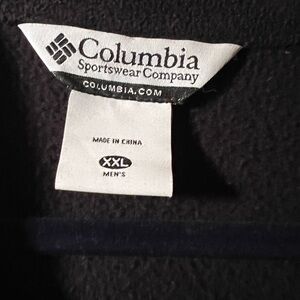 Columbia
Sportswear Company
COLUMBIA.COM
MADE IN CHINA
XXL
MEN'S